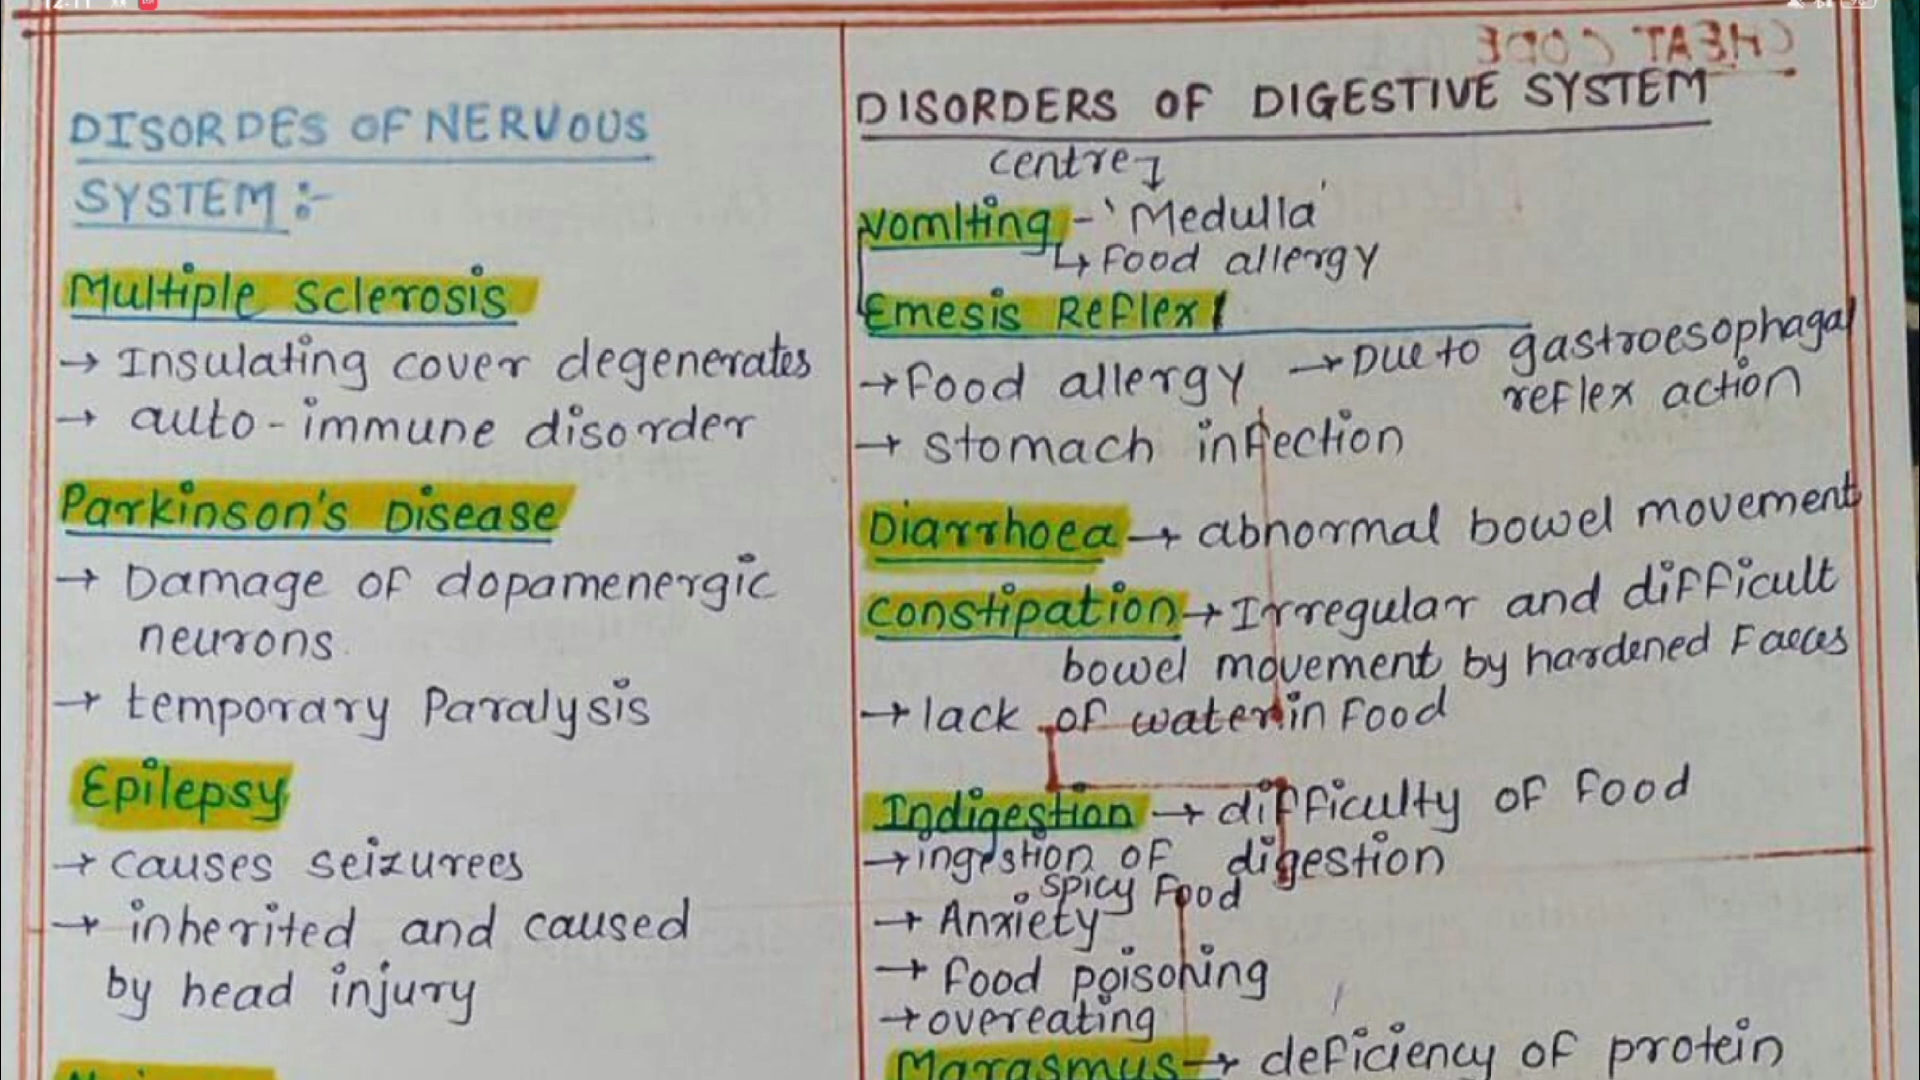 DISORDES OF NERVOUS
SYSTEM :-
Multiple sclerosis
→ Insulating cover degenerates
→ auto-immune disorder
Parkinson's Disease
→ Damage of dopamenergic
neurons.
→ temporary Paralysis
Epilepsy
→ causes seizurees
→ inherited and caused
by head injury
CHEAT CODE
DISORDERS OF DIGESTIVE SYSTEM
centre
VomIting - 'Medulla'
↳ Food allergy
Emesis Reflex
→ Food allergy → Due to gastroesophagal
reflex action
→ stomach infection
Diarrhoea → abnormal bowel movement
constipation → Irregular and difficult
bowel movement by hardened Faeces
→ lack of water in Food
Indigestion → difficulty of food
digestion
→ ingestion of
spicy Food
→ Anxiety
→ Food poisoning
→ overeating
Marasmus → deficiency of protein